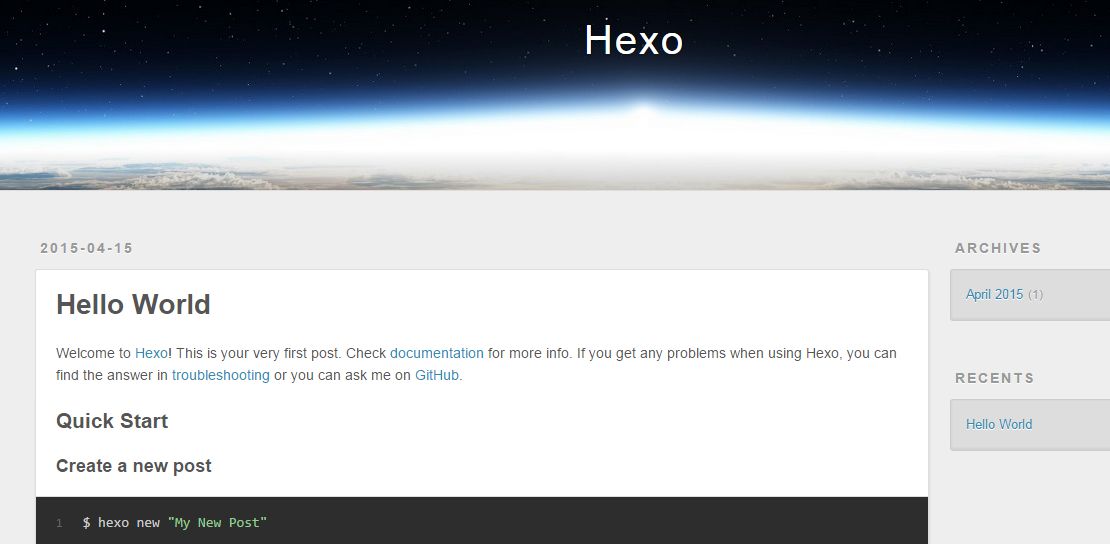 Hexo
2015-04-15
Hello World
Welcome to Hexo! This is your very first post. Check documentation for more info. If you get any problems when using Hexo, you can
find the answer in troubleshooting or you can ask me on GitHub.
Quick Start
Create a new post
1 $ hexo new "My New Post"
ARCHIVES
April 2015 (1)
RECENTS
Hello World